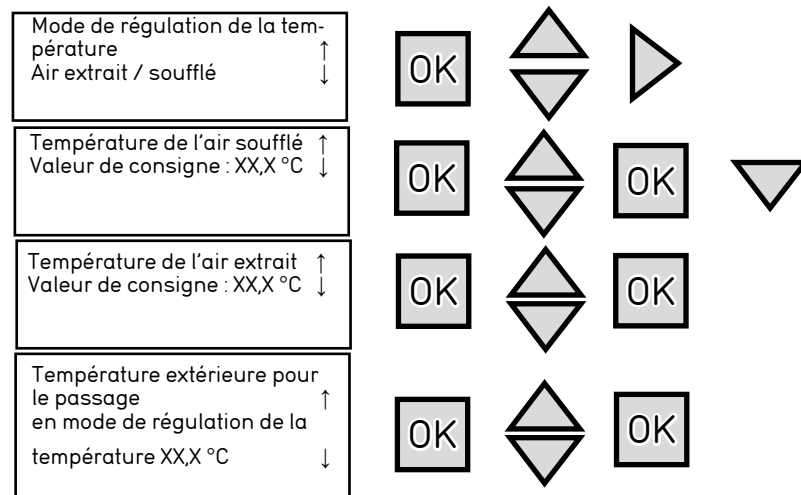 Mode de régulation de la tem-
pérature ↑
Air extrait / soufflé ↓
OK
Température de l'air soufflé ↑
Valeur de consigne : XX,X °C ↓
OK OK
Température de l'air extrait ↑
Valeur de consigne : XX,X °C ↓
OK OK
Température extérieure pour
le passage ↑
en mode de régulation de la
température XX,X °C ↓
OK OK